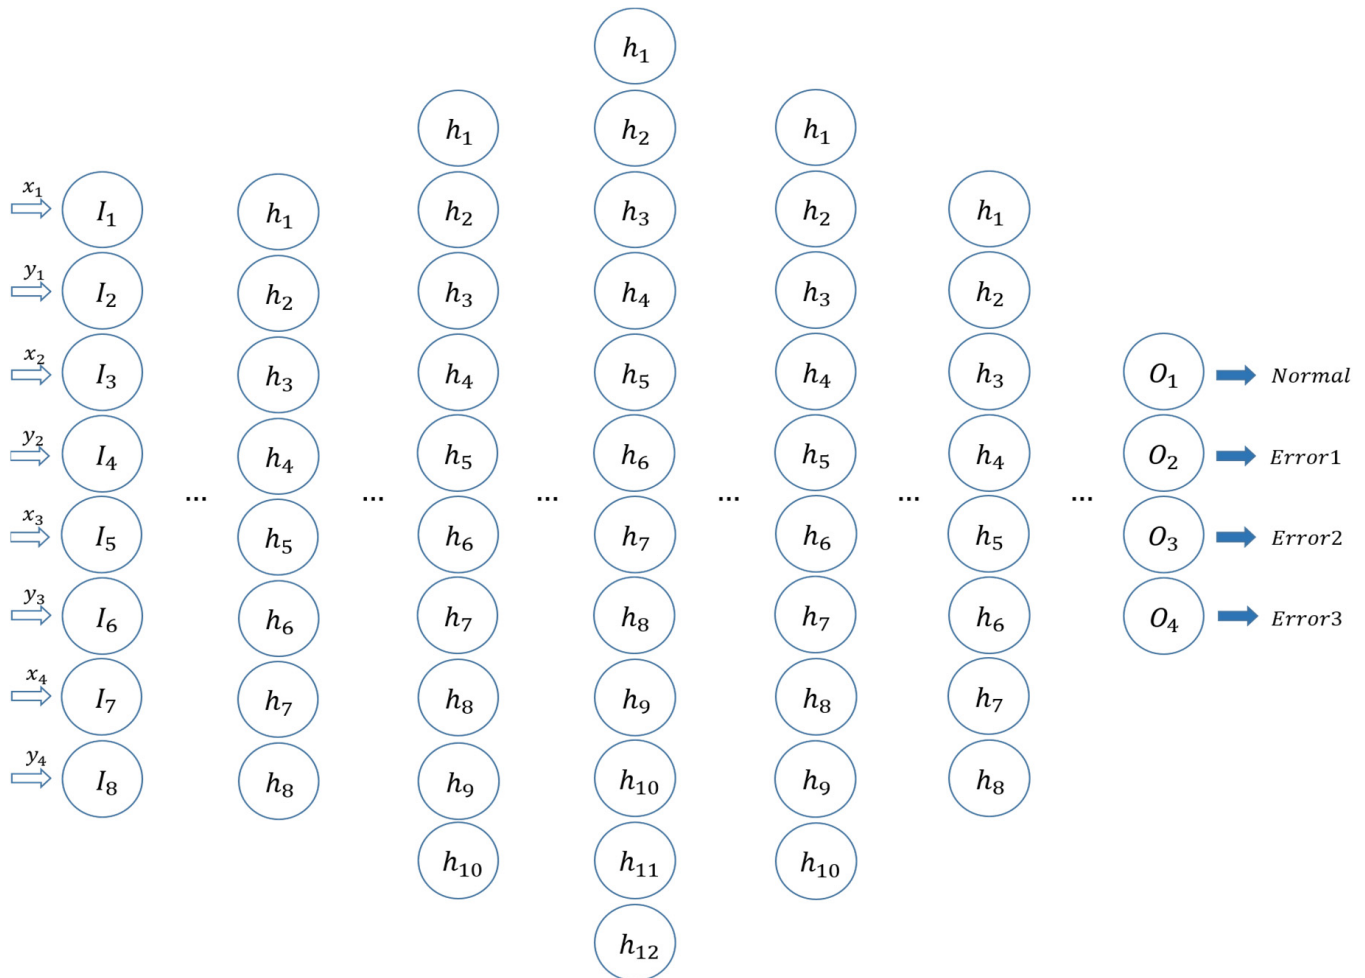 h₁
h₁ h₂ h₁
x₁ I₁ h₁ h₂ h₃ h₂ h₁
y₁ I₂ h₂ h₃ h₄ h₃ h₂
x₂ I₃ h₃ h₄ h₅ h₄ h₃ O₁ Normal
y₂ I₄ h₄ h₅ h₆ h₅ h₄ O₂ Error1
... ... ... ... ... ...
x₃ I₅ h₅ h₆ h₇ h₆ h₅ O₃ Error2
y₃ I₆ h₆ h₇ h₈ h₇ h₆ O₄ Error3
x₄ I₇ h₇ h₈ h₉ h₈ h₇
y₄ I₈ h₈ h₉ h₁₀ h₉ h₈
h₁₀ h₁₁ h₁₀
h₁₂